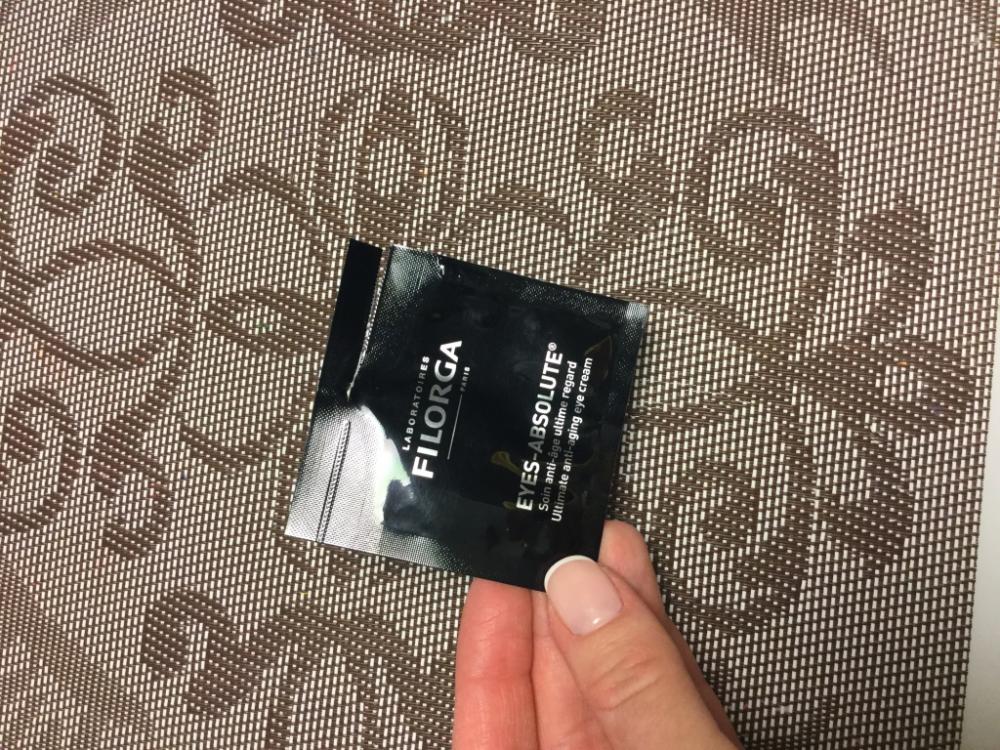 LABORATOIRES
FILORGA
PARIS
EYES-ABSOLUTE®
Soin anti-âge ultime regard
Ultimate anti-aging eye cream